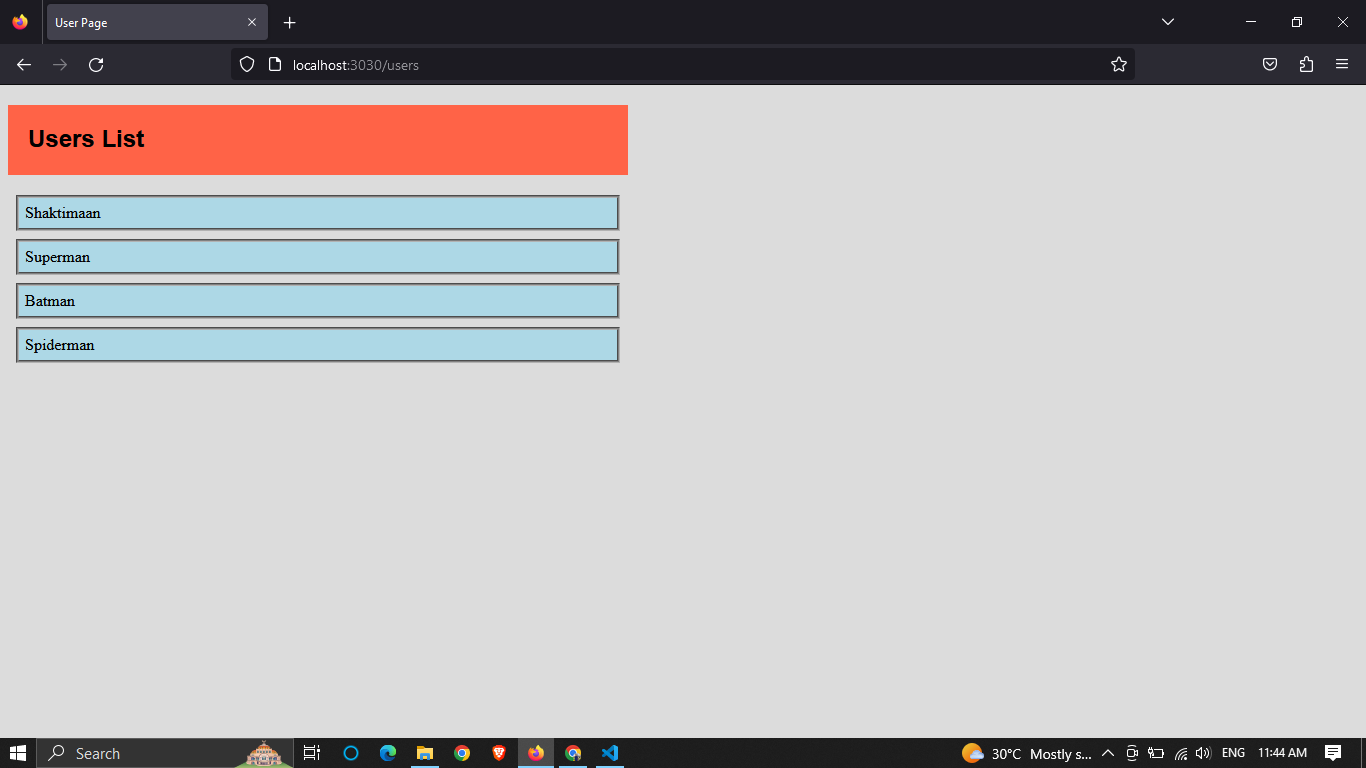 User Page
localhost:3030/users
Users List
Shaktimaan
Superman
Batman
Spiderman
Search
30°C Mostly s... ENG 11:44 AM